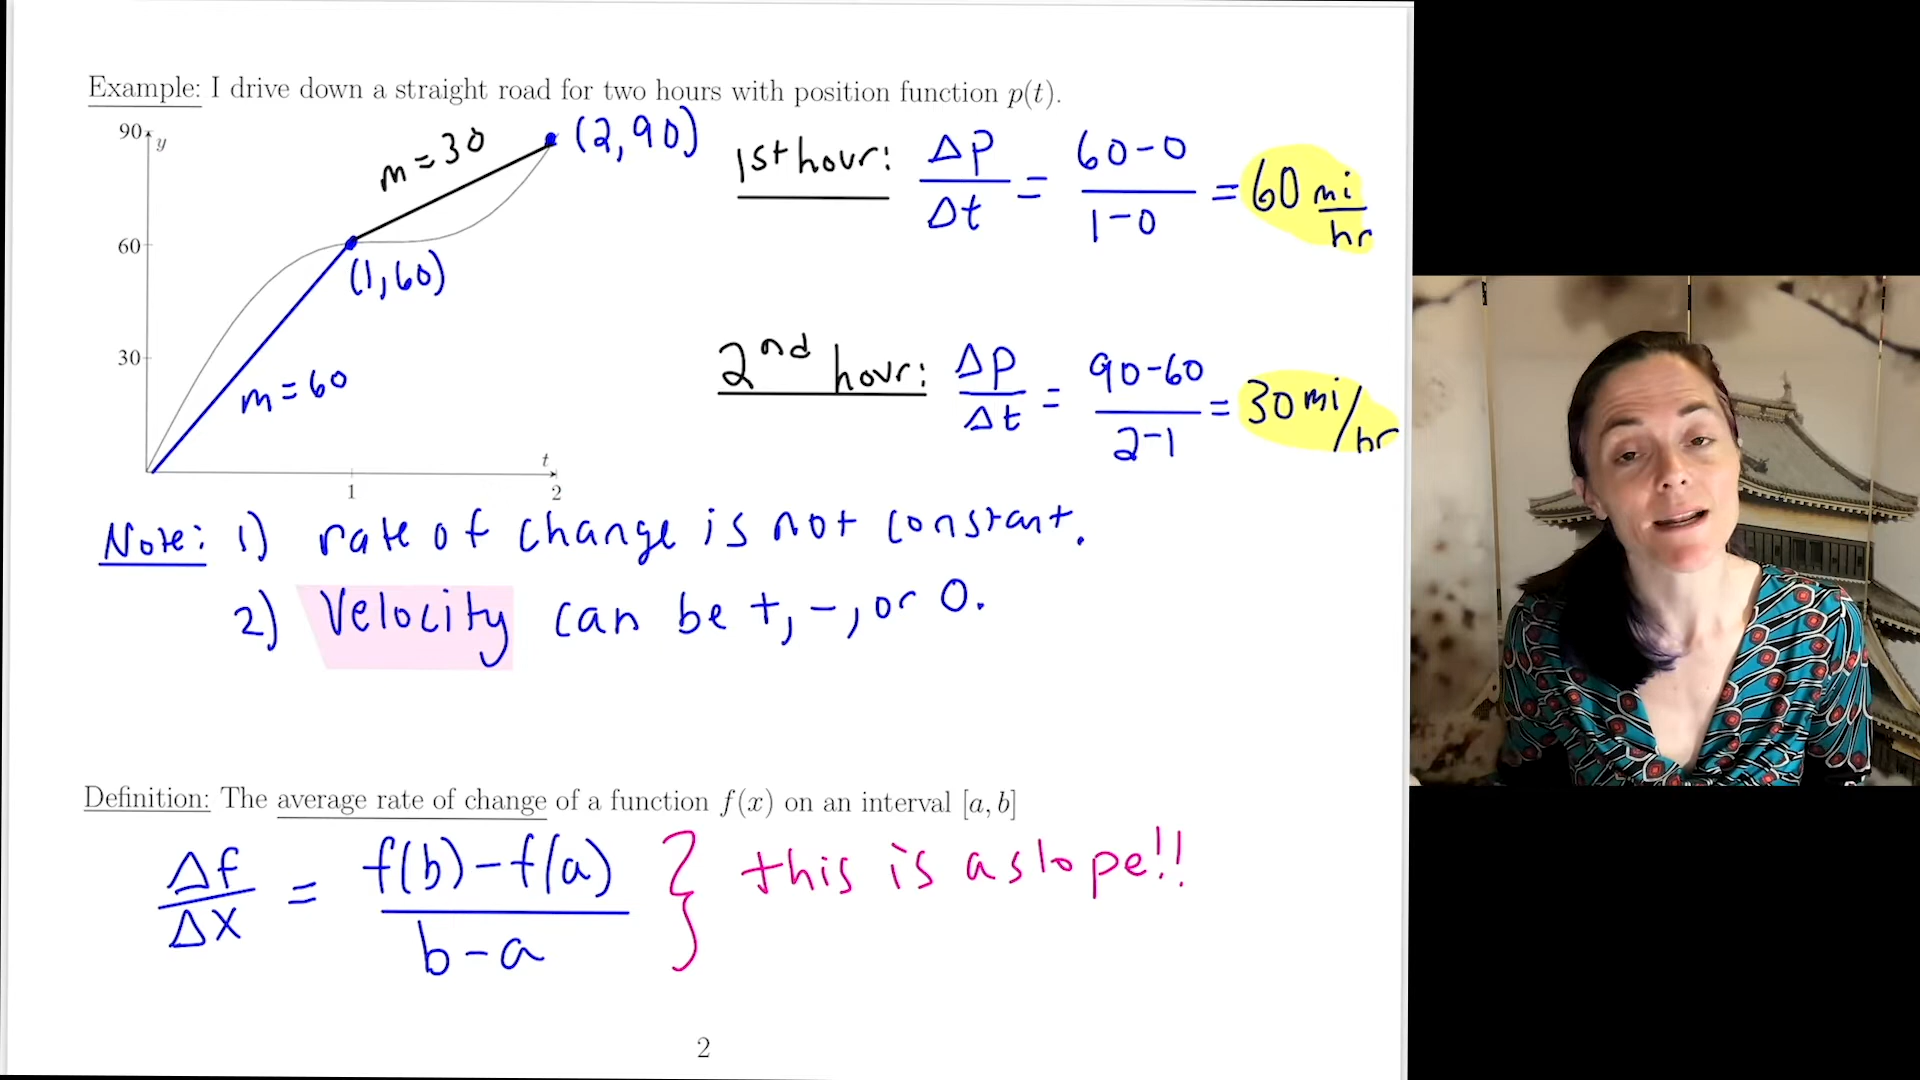 Example: I drive down a straight road for two hours with position function p(t).
90
y
m = 30
(2,90)
1st hour: Δp/Δt = 60-0/1-0 = 60 mi/hr
60
(1,60)
30
m = 60
2nd hour: Δp/Δt = 90-60/2-1 = 30 mi/hr
t
1
2
Note: 1) rate of change is not constant.
2) Velocity can be +, -, or 0.
Definition: The average rate of change of a function f(x) on an interval [a, b]
Δf/Δx = f(b)-f(a)/b-a } this is a slope!!
2